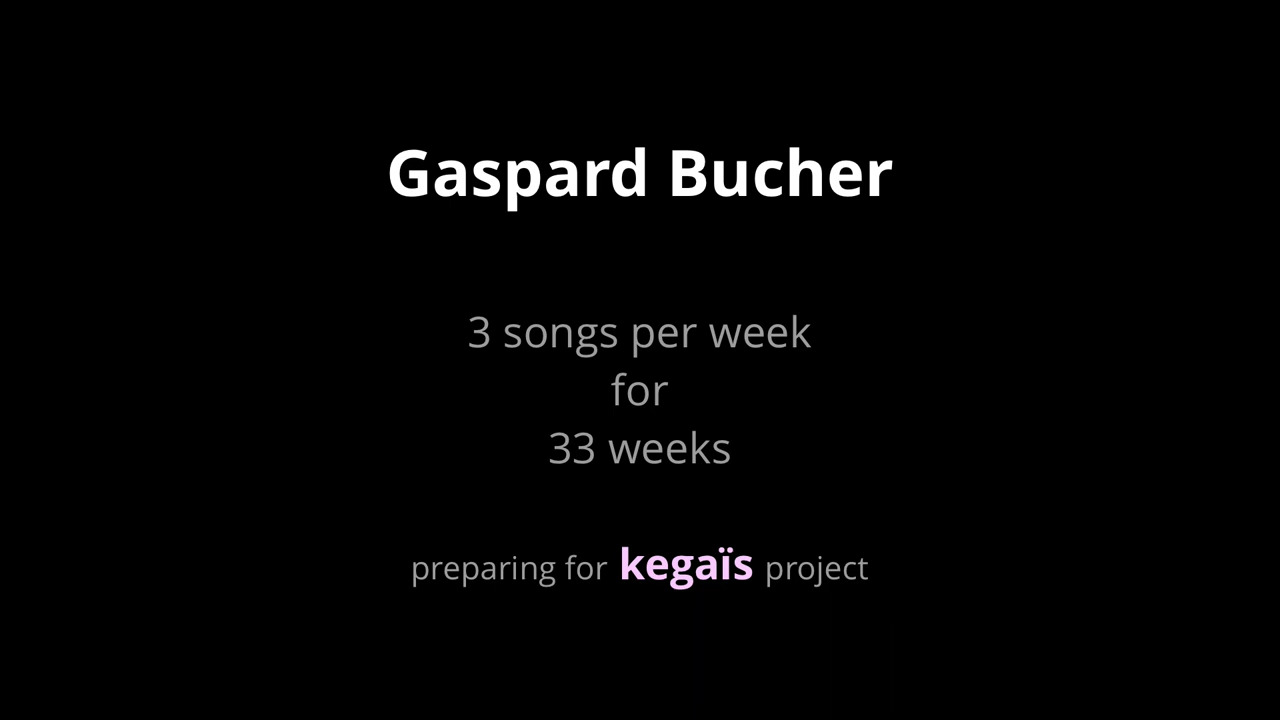 Gaspard Bucher
3 songs per week
for
33 weeks
preparing for kegaïs project